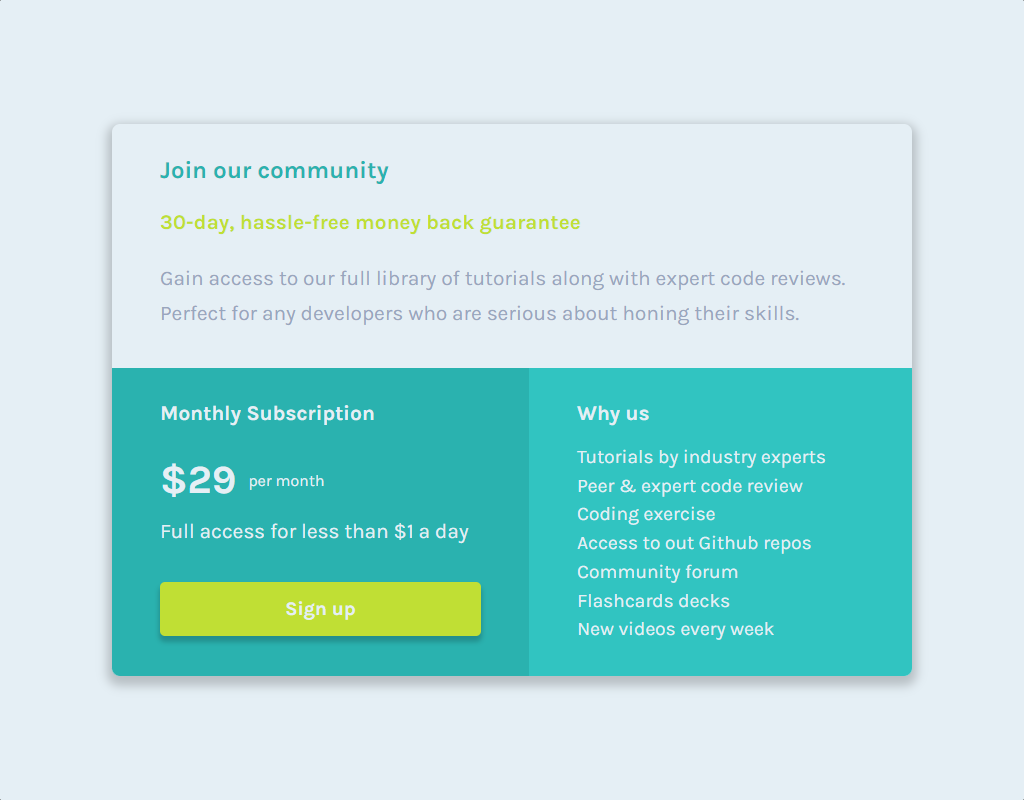 Join our community
30-day, hassle-free money back guarantee
Gain access to our full library of tutorials along with expert code reviews.
Perfect for any developers who are serious about honing their skills.
Monthly Subscription
$29 per month
Full access for less than $1 a day
Sign up
Why us
Tutorials by industry experts
Peer & expert code review
Coding exercise
Access to out Github repos
Community forum
Flashcards decks
New videos every week